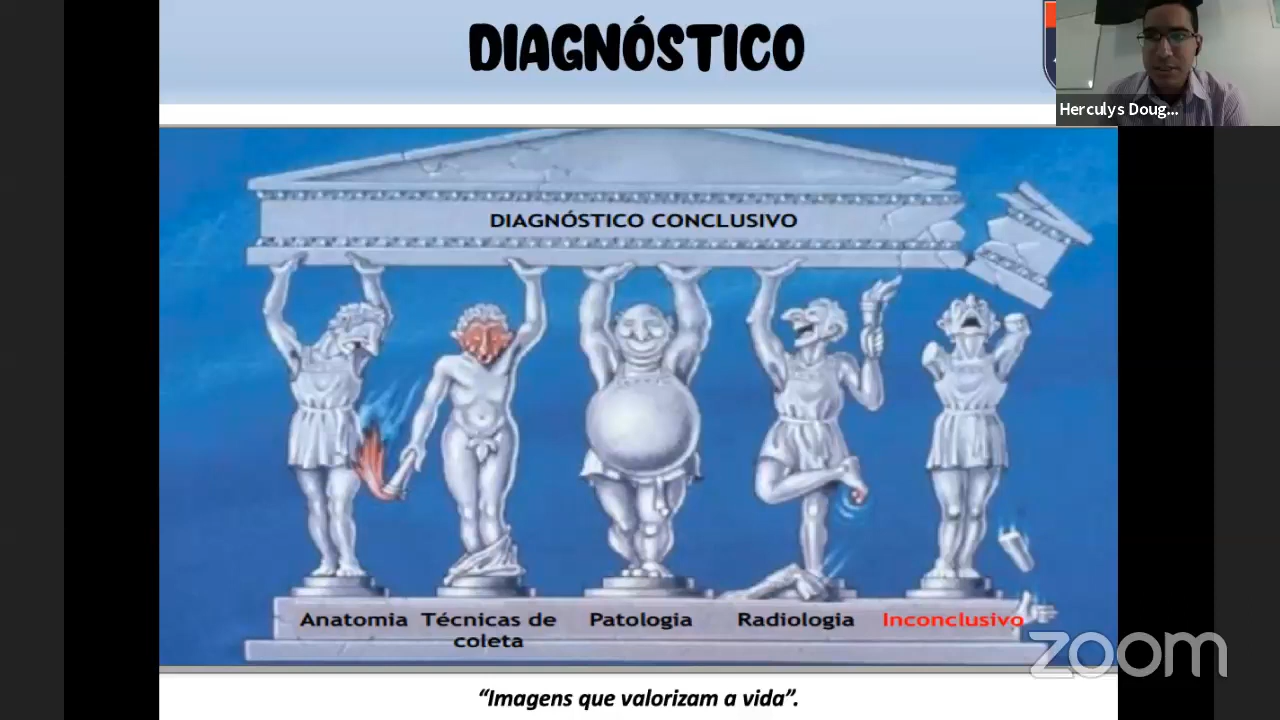 DIAGNÓSTICO
Herculys Doug...
DIAGNÓSTICO CONCLUSIVO
Anatomia
Técnicas de
coleta
Patologia
Radiologia
Inconclusivo
zoom
“Imagens que valorizam a vida”.